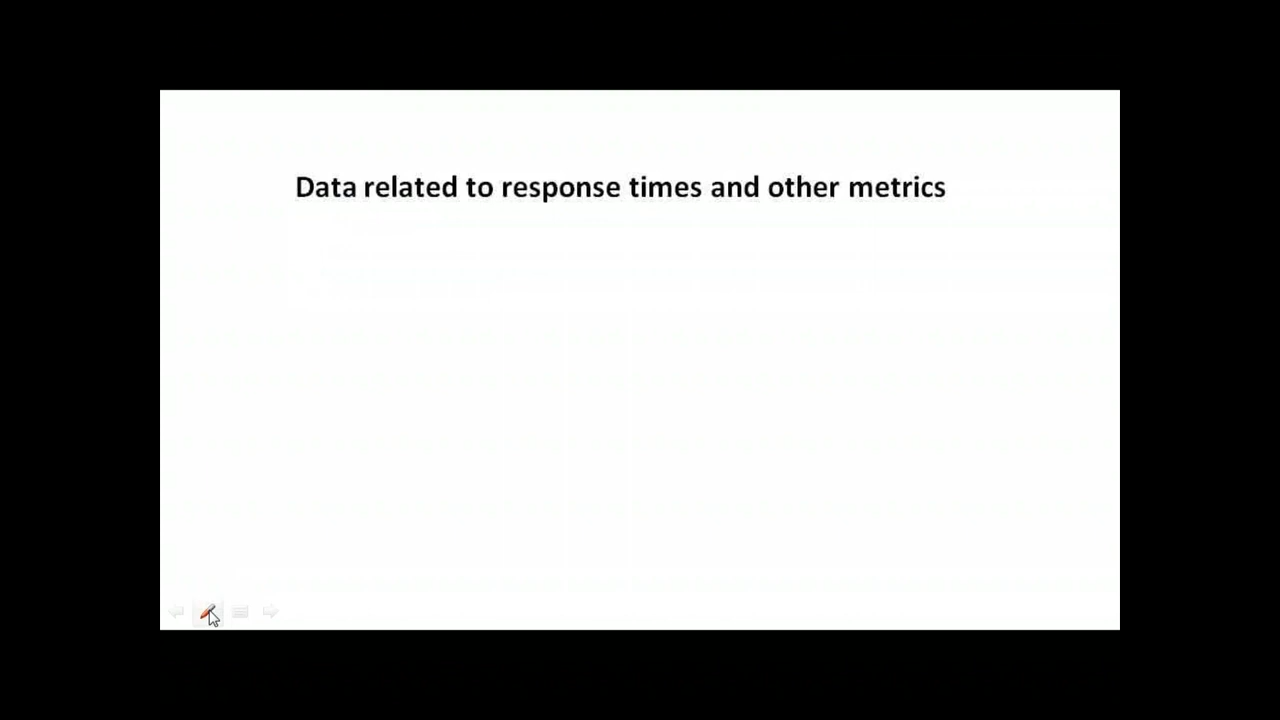 Data related to response times and other metrics